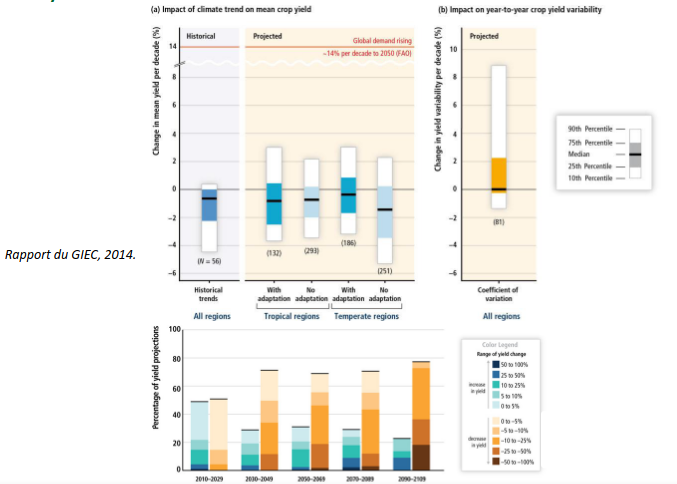 (a) Impact of climate trend on mean crop yield
(b) Impact on year-to-year crop yield variability
Change in mean yield per decade (%)
Historical
Projected
Global demand rising
~14% per decade to 2050 (FAO)
14
8
6
4
2
0
−2
−4
−6
(N = 56)
(132)
(293)
(186)
(251)
Historical trends
With adaptation
No adaptation
With adaptation
No adaptation
All regions
Tropical regions
Temperate regions
Change in yield variability per decade (%)
Projected
10
8
6
4
2
0
−2
−4
−6
(81)
Coefficient of variation
All regions
90th Percentile
75th Percentile
Median
25th Percentile
10th Percentile
Rapport du GIEC, 2014.
Percentage of yield projections
100
80
60
40
20
0
2010–2029
2030–2049
2050–2069
2070–2089
2090–2109
Color Legend
Range of yield change
increase in yield
50 to 100%
25 to 50%
10 to 25%
5 to 10%
0 to 5%
decrease in yield
0 to −5%
−5 to −10%
−10 to −25%
−25 to −50%
−50 to −100%